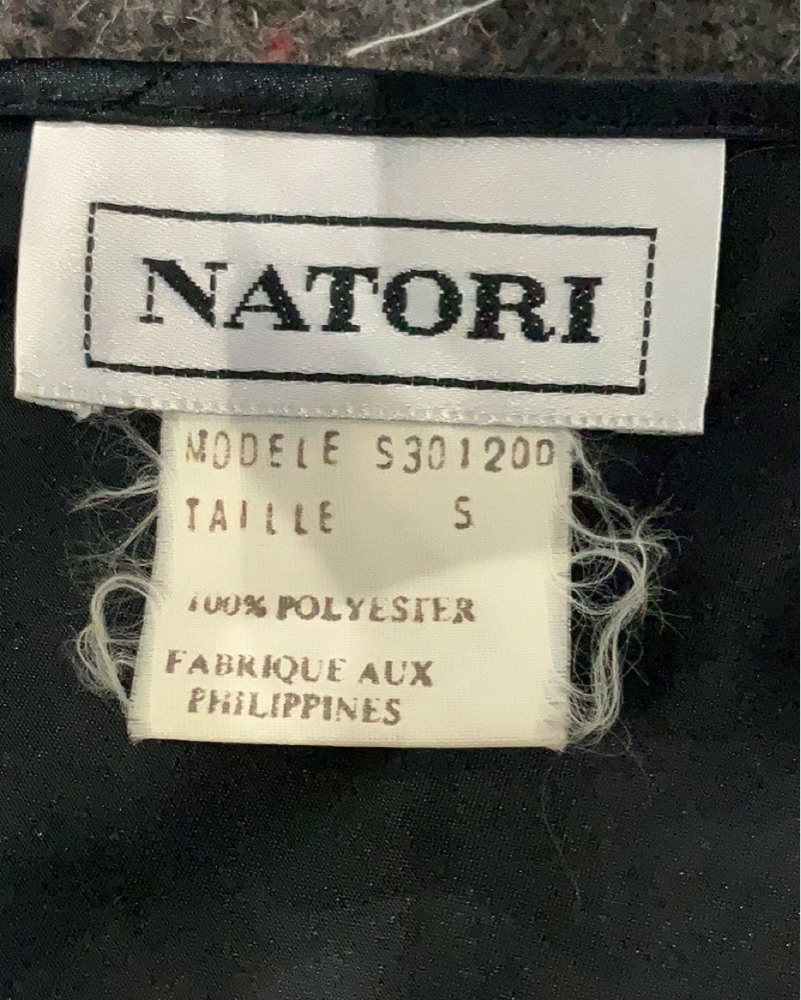 NATORI
MODELE S301200
TAILLE S
100% POLYESTER
FABRIQUE AUX
PHILIPPINES